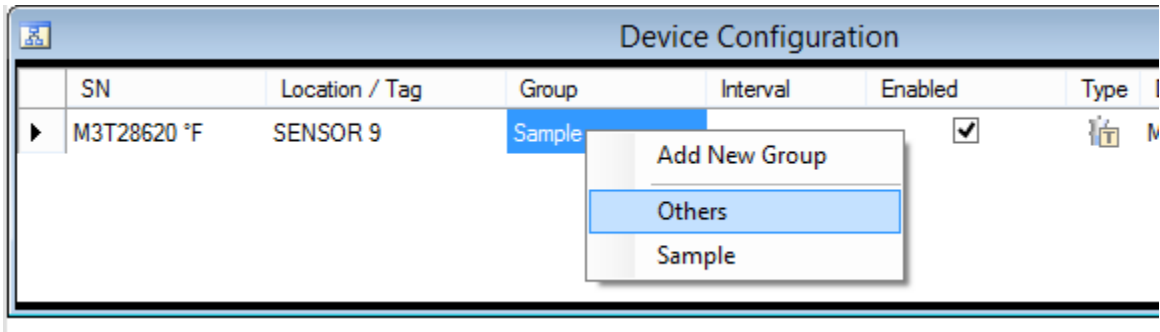 Device Configuration
SN Location / Tag Group Interval Enabled Type
M3T28620 °F SENSOR 9 Sample
Add New Group
Others
Sample